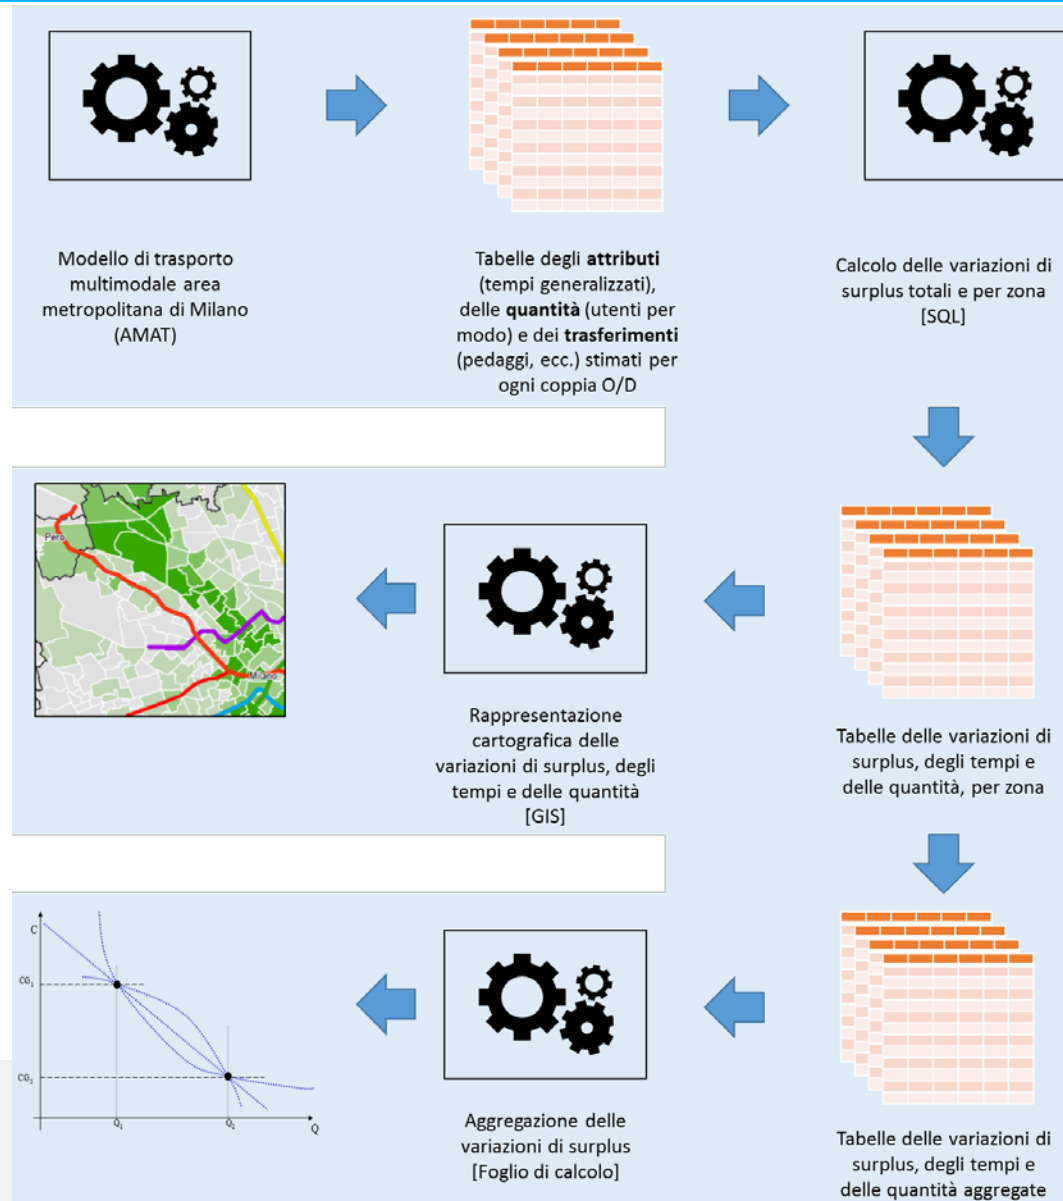 Modello di trasporto
multimodale area
metropolitana di Milano
(AMAT)
Tabelle degli attributi
(tempi generalizzati),
delle quantità (utenti per
modo) e dei trasferimenti
(pedaggi, ecc.) stimati per
ogni coppia O/D
Calcolo delle variazioni di
surplus totali e per zona
[SQL]
Pero
Milano
Rappresentazione
cartografica delle
variazioni di surplus, degli
tempi e delle quantità
[GIS]
Tabelle delle variazioni di
surplus, degli tempi e
delle quantità, per zona
C
CG₁
CG₂
Q₁
Q₂
Q
Aggregazione delle
variazioni di surplus
[Foglio di calcolo]
Tabelle delle variazioni di
surplus, degli tempi e
delle quantità aggregate